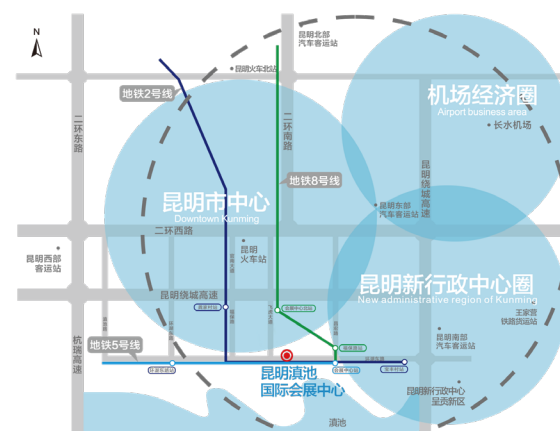 N
昆明北部
汽车客运站
昆明火车北站
地铁2号线
机场经济圈
Airport business area
长水机场
二环东路
二环南路
地铁8号线
昆明绕城高速
昆明市中心
Downtown Kunming
昆明东部
汽车客运站
二环西路
昆明西部
客运站
昆明
火车站
昆明新行政中心圈
New administrative region of Kunming
昆明绕城高速
王家营
铁路货运站
杭瑞高速
地铁5号线
昆明南部
汽车客运站
昆明滇池
国际会展中心
昆明新行政中心
呈贡新区
滇池